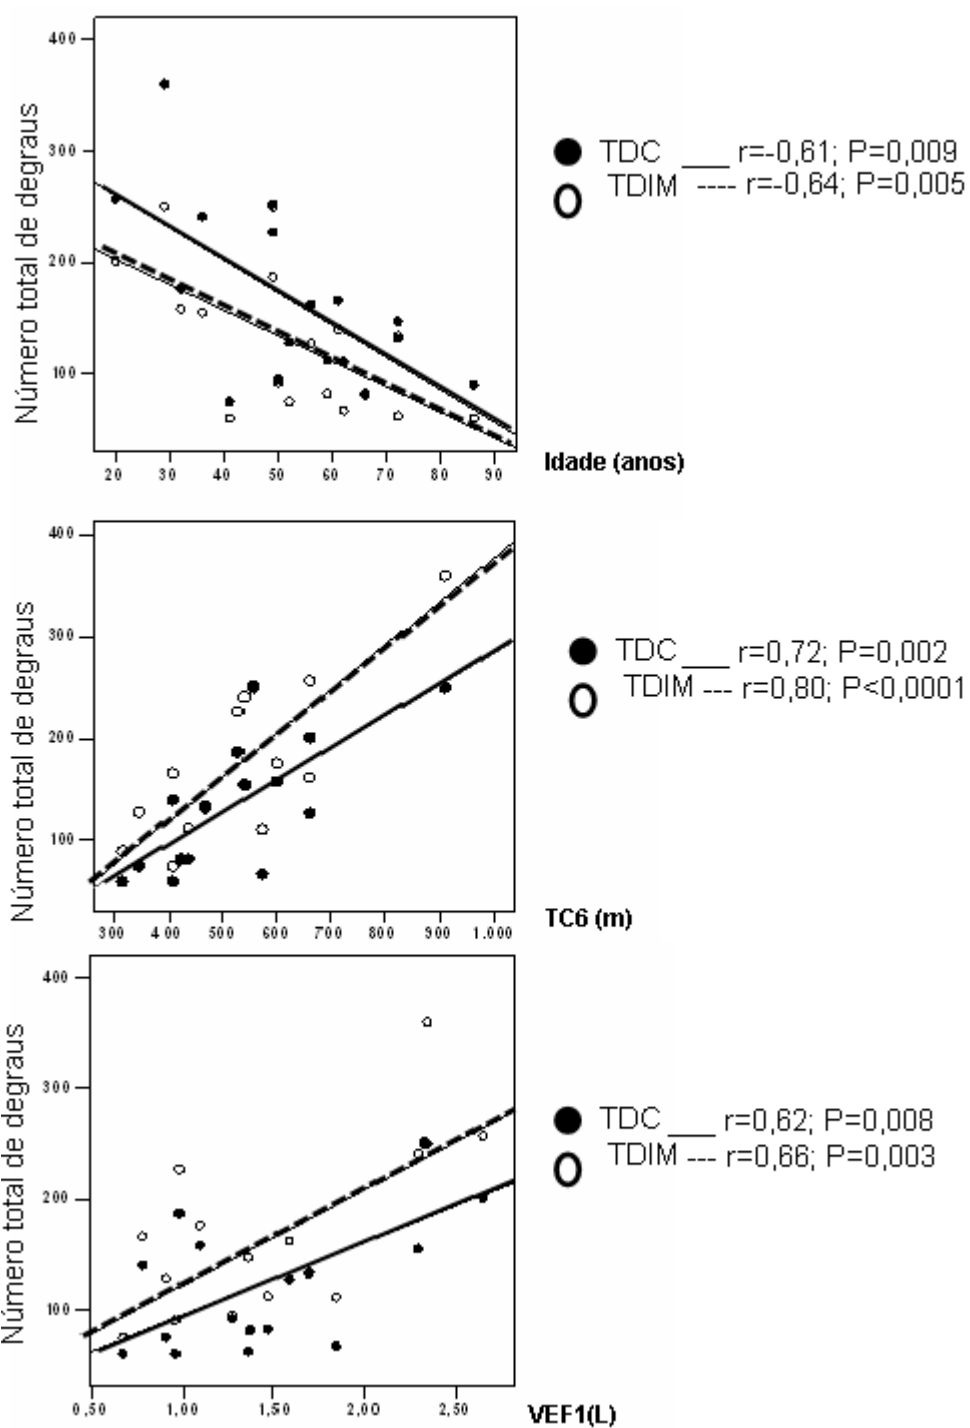 Número total de degraus
400
300
200
100
20 30 40 50 60 70 80 90
Idade (anos)
TDC ___ r=-0,61; P=0,009
TDIM ---- r=-0,64; P=0,005
Número total de degraus
400
300
200
100
300 400 500 600 700 800 900 1.000
TC6 (m)
TDC ___ r=0,72; P=0,002
TDIM --- r=0,80; P<0,0001
Número total de degraus
400
300
200
100
0,50 1,00 1,50 2,00 2,50
VEF1(L)
TDC ___ r=0,62; P=0,008
TDIM --- r=0,66; P=0,003